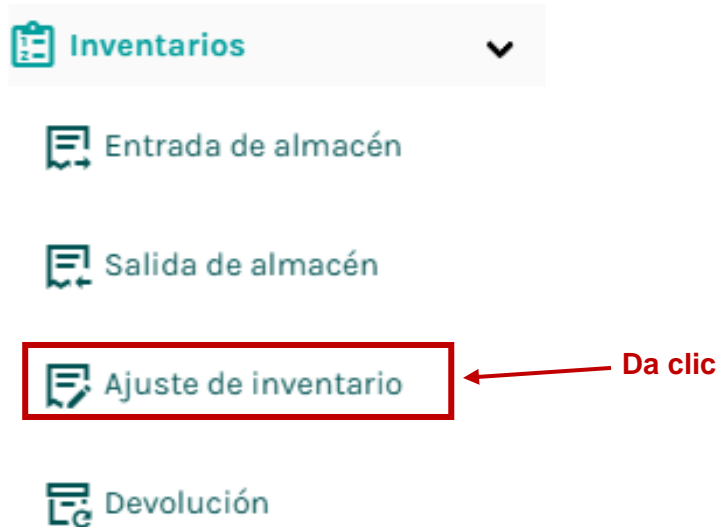 Inventarios
Entrada de almacén
Salida de almacén
Ajuste de inventario
Da clic
Devolución